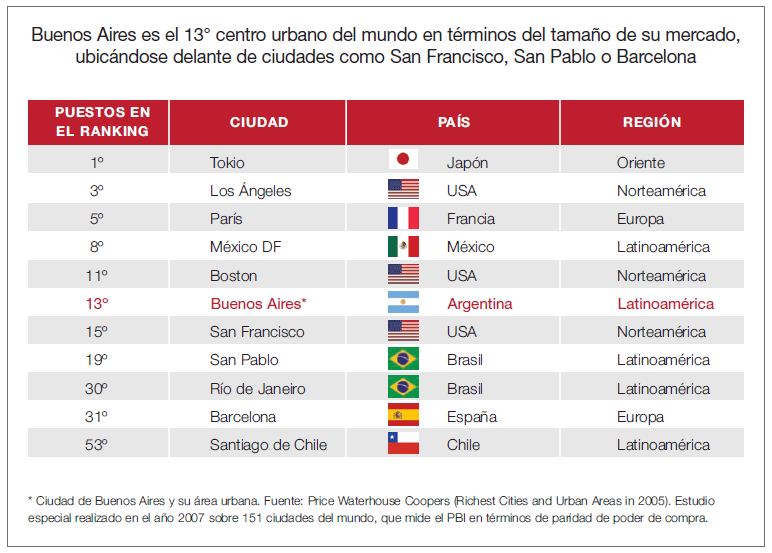 Buenos Aires es el 13° centro urbano del mundo en términos del tamaño de su mercado,
ubicándose delante de ciudades como San Francisco, San Pablo o Barcelona
PUESTOS EN EL RANKING CIUDAD PAÍS REGIÓN
1º Tokio Japón Oriente
3º Los Ángeles USA Norteamérica
5º París Francia Europa
8º México DF México Latinoamérica
11º Boston USA Norteamérica
13º Buenos Aires* Argentina Latinoamérica
15º San Francisco USA Norteamérica
19º San Pablo Brasil Latinoamérica
30º Río de Janeiro Brasil Latinoamérica
31º Barcelona España Europa
53º Santiago de Chile Chile Latinoamérica
* Ciudad de Buenos Aires y su área urbana. Fuente: Price Waterhouse Coopers (Richest Cities and Urban Areas in 2005). Estudio
especial realizado en el año 2007 sobre 151 ciudades del mundo, que mide el PBI en términos de paridad de poder de compra.